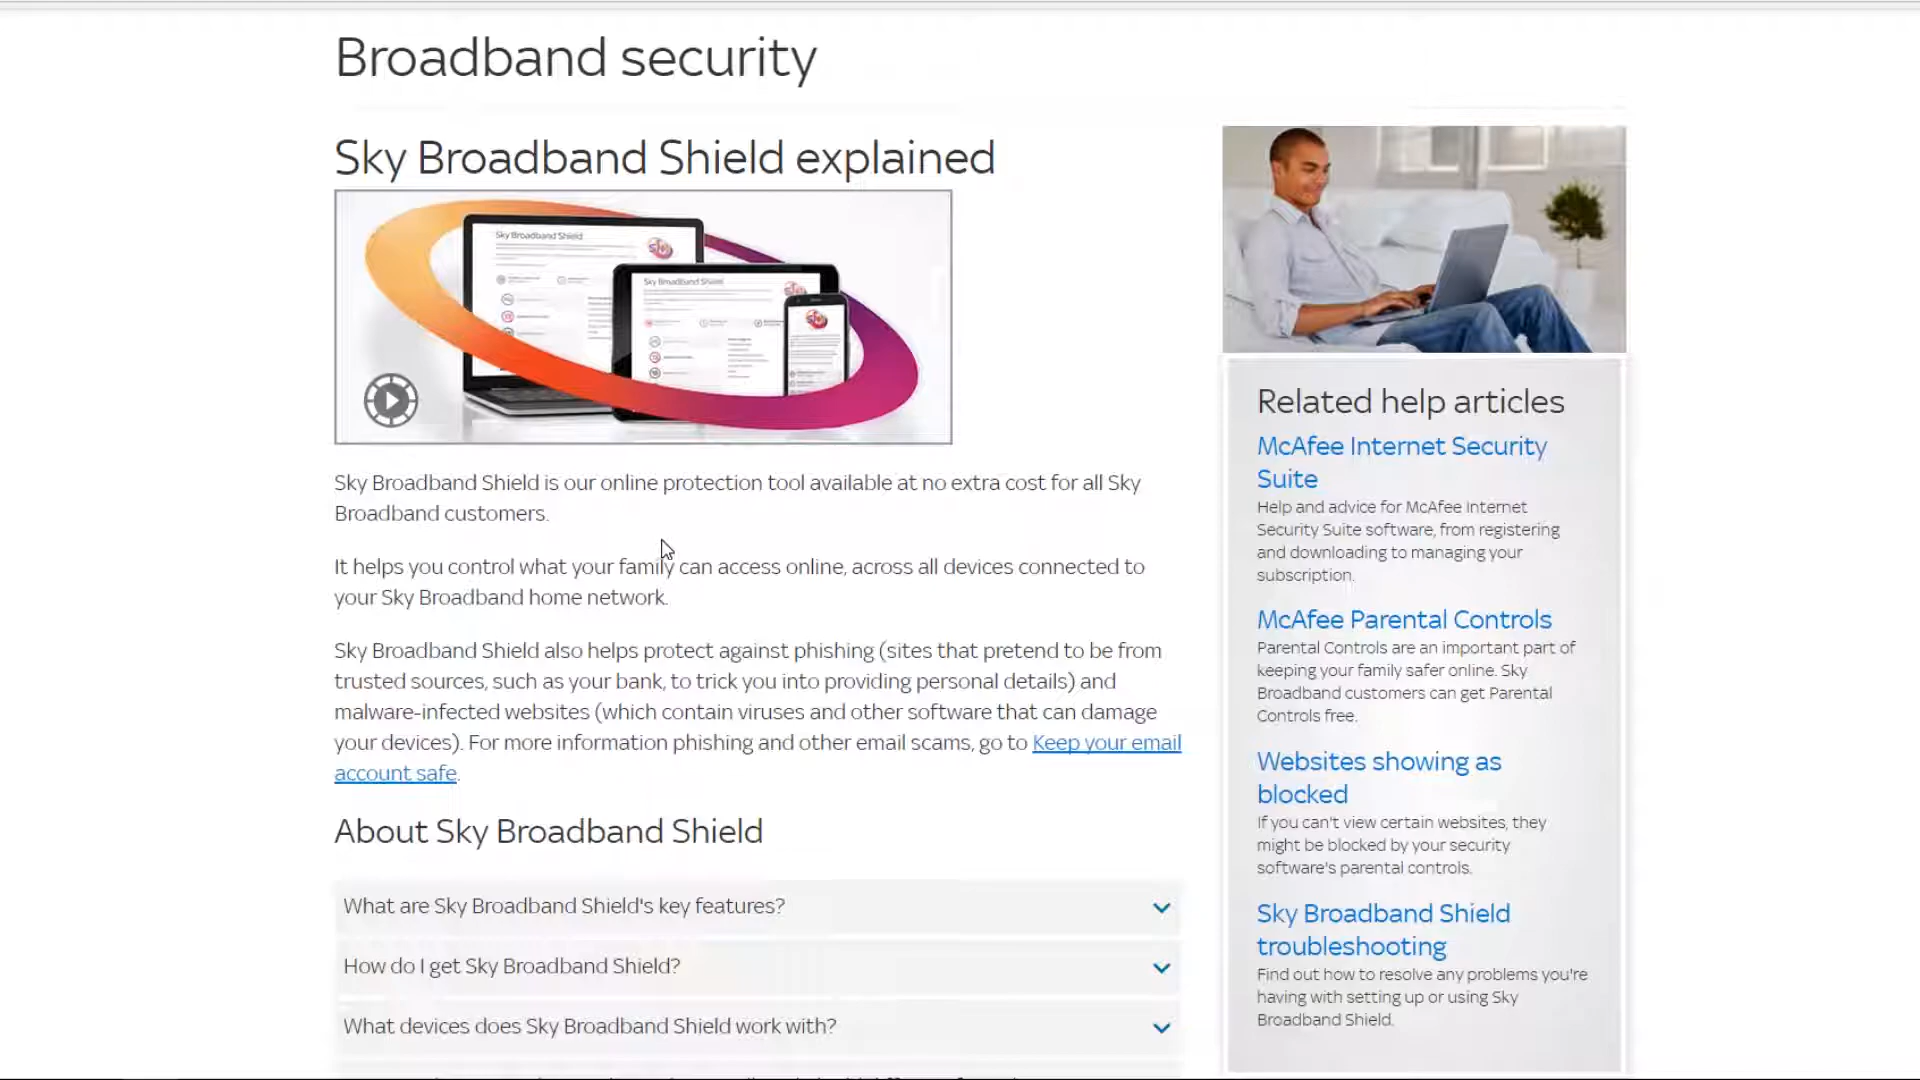 Broadband security
Sky Broadband Shield explained
Sky Broadband Shield
sky
Sky Broadband Shield
sky
Sky Broadband Shield is our online protection tool available at no extra cost for all Sky
Broadband customers.
It helps you control what your family can access online, across all devices connected to
your Sky Broadband home network.
Sky Broadband Shield also helps protect against phishing (sites that pretend to be from
trusted sources, such as your bank, to trick you into providing personal details) and
malware-infected websites (which contain viruses and other software that can damage
your devices). For more information phishing and other email scams, go to Keep your email
account safe.
About Sky Broadband Shield
What are Sky Broadband Shield's key features?
How do I get Sky Broadband Shield?
What devices does Sky Broadband Shield work with?
Related help articles
McAfee Internet Security
Suite
Help and advice for McAfee Internet
Security Suite software, from registering
and downloading to managing your
subscription.
McAfee Parental Controls
Parental Controls are an important part of
keeping your family safer online. Sky
Broadband customers can get Parental
Controls free.
Websites showing as
blocked
If you can't view certain websites, they
might be blocked by your security
software's parental controls.
Sky Broadband Shield
troubleshooting
Find out how to resolve any problems you're
having with setting up or using Sky
Broadband Shield.